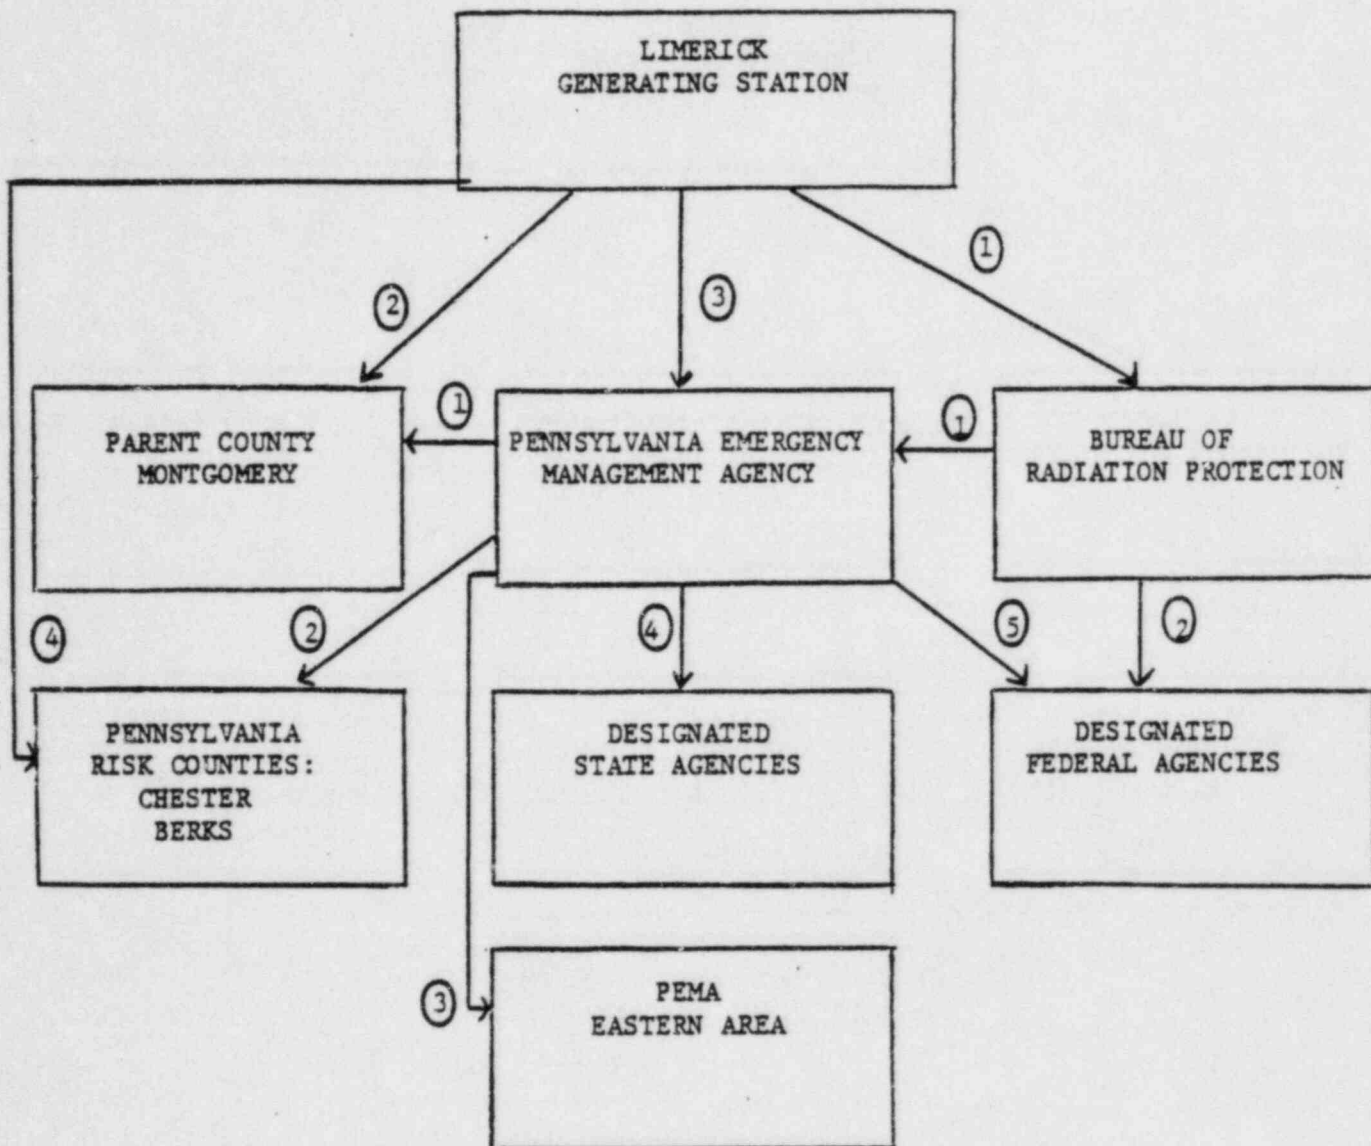 LIMERICK
GENERATING STATION
1
2
3
PARENT COUNTY
MONTGOMERY
1
PENNSYLVANIA EMERGENCY
MANAGEMENT AGENCY
1
BUREAU OF
RADIATION PROTECTION
4
2
4
5
2
PENNSYLVANIA
RISK COUNTIES:
CHESTER
BERKS
DESIGNATED
STATE AGENCIES
DESIGNATED
FEDERAL AGENCIES
3
PEMA
EASTERN AREA